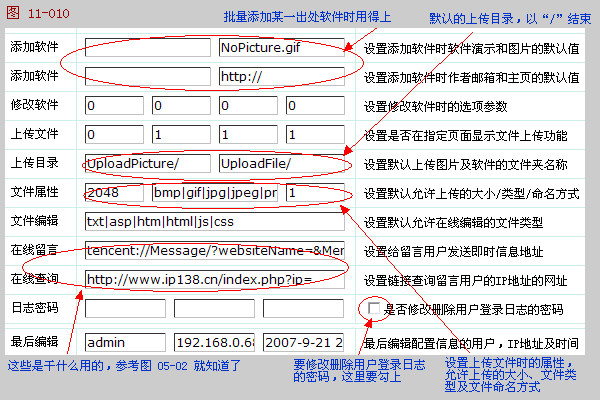 图 11-010
批量添加某一出处软件时用得上
默认的上传目录，以“/”结束
添加软件 NoPicture.gif 设置添加软件时软件演示和图片的默认值
添加软件 http:// 设置添加软件时作者邮箱和主页的默认值
修改软件 0 0 0 0 设置修改软件时的选项参数
上传文件 0 1 1 1 设置是否在指定页面显示文件上传功能
上传目录 UploadPicture/ UploadFile/ 设置默认上传图片及软件的文件夹名称
文件属性 2048 bmp|gif|jpg|jpeg|pr 1 设置默认允许上传的大小/类型/命名方式
文件编辑 txt|asp|htm|html|js|css 设置默认允许在线编辑的文件类型
在线留言 tencent://Message/?websiteName=&Mer 设置给留言用户发送即时信息地址
在线查询 http://www.ip138.cn/index.php?ip= 设置链接查询留言用户的IP地址的网址
日志密码 是否修改删除用户登录日志的密码
最后编辑 admin 192.168.0.68 2007-9-21 2 最后编辑配置信息的用户，IP地址及时间
这些是干什么用的，参考图 05-02 就知道了
要修改删除用户登录日志
的密码，这里要勾上
设置上传文件时的属性，
允许上传的大小、文件类
型及文件命名方式